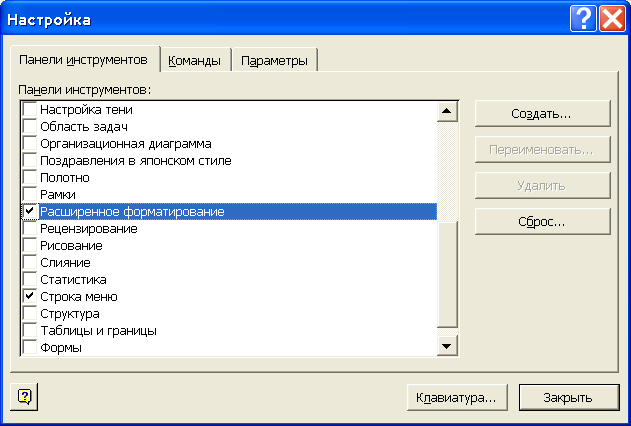 Настройка
Панели инструментов Команды Параметры
Панели инструментов:
Настройка тени
Область задач
Организационная диаграмма
Поздравления в японском стиле
Полотно
Рамки
Расширенное форматирование
Рецензирование
Рисование
Слияние
Статистика
Строка меню
Структура
Таблицы и границы
Формы
Создать...
Переименовать...
Удалить
Сброс...
Клавиатура... Закрыть